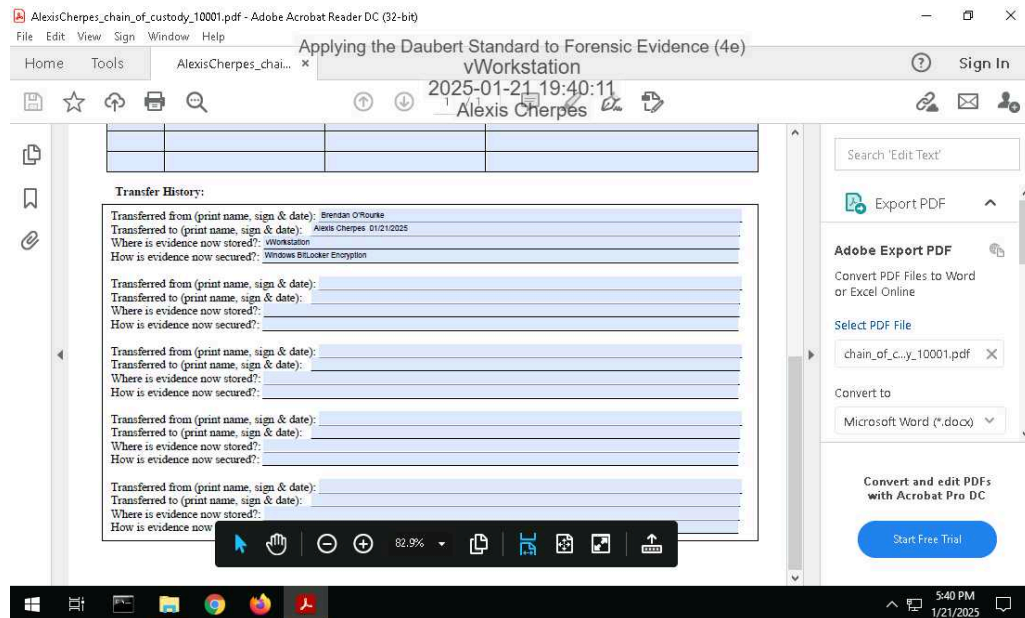 AlexisCherpes_chain_of_custody_10001.pdf - Adobe Acrobat Reader DC (32-bit)
File Edit View Sign Window Help
Applying the Daubert Standard to Forensic Evidence (4e)
vWorkstation
2025-01-21 19:40:11
Alexis Cherpes
Home Tools AlexisCherpes_chai... × Sign In
Transfer History:
Transferred from (print name, sign & date): Brendan O'Rourke
Transferred to (print name, sign & date): Alexis Cherpes 01/21/2025
Where is evidence now stored?: vWorkstation
How is evidence now secured?: Windows BitLocker Encryption
Transferred from (print name, sign & date):
Transferred to (print name, sign & date):
Where is evidence now stored?:
How is evidence now secured?:
Transferred from (print name, sign & date):
Transferred to (print name, sign & date):
Where is evidence now stored?:
How is evidence now secured?:
Transferred from (print name, sign & date):
Transferred to (print name, sign & date):
Where is evidence now stored?:
How is evidence now secured?:
Transferred from (print name, sign & date):
Transferred to (print name, sign & date):
Where is evidence now stored?:
How is evidence now
82.9%
Search 'Edit Text'
Export PDF
Adobe Export PDF
Convert PDF Files to Word
or Excel Online
Select PDF File
chain_of_c...y_10001.pdf
Convert to
Microsoft Word (*.docx)
Convert and edit PDFs
with Acrobat Pro DC
Start Free Trial
5:40 PM
1/21/2025